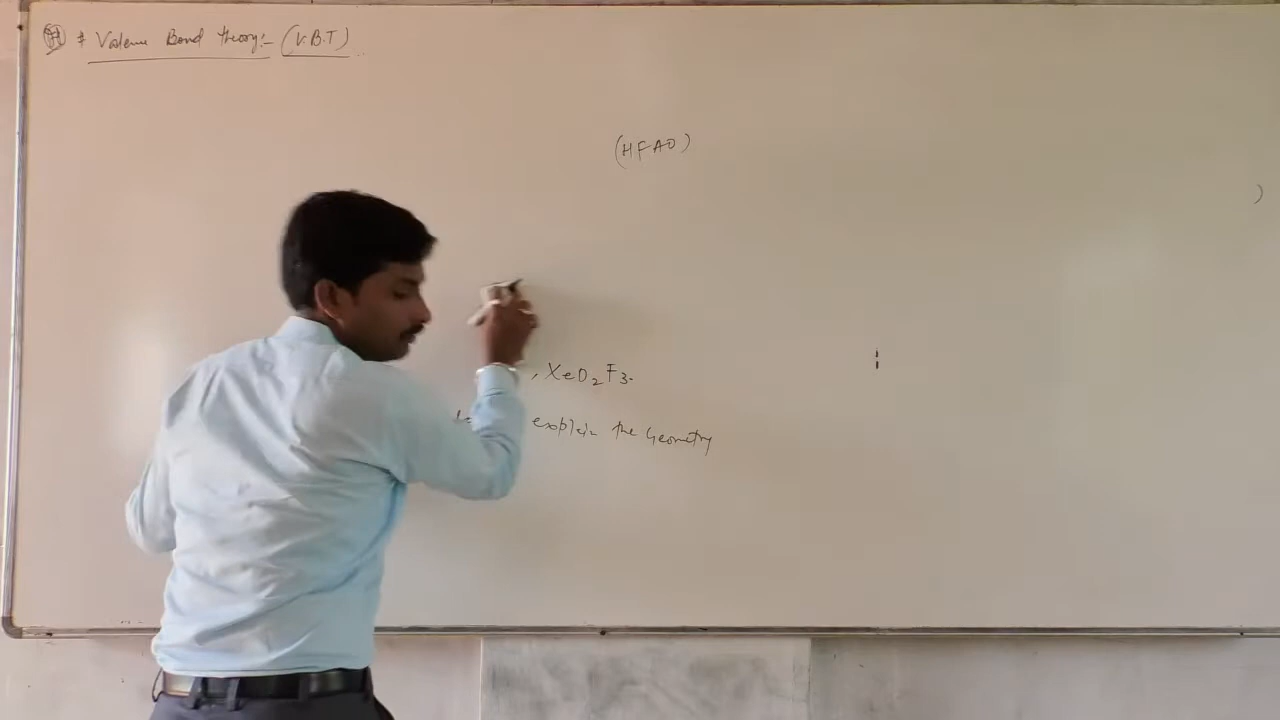 # Valence Bond theory:- (V.B.T)
(HFAO)
)
, XeO2F3.
explain the Geometry